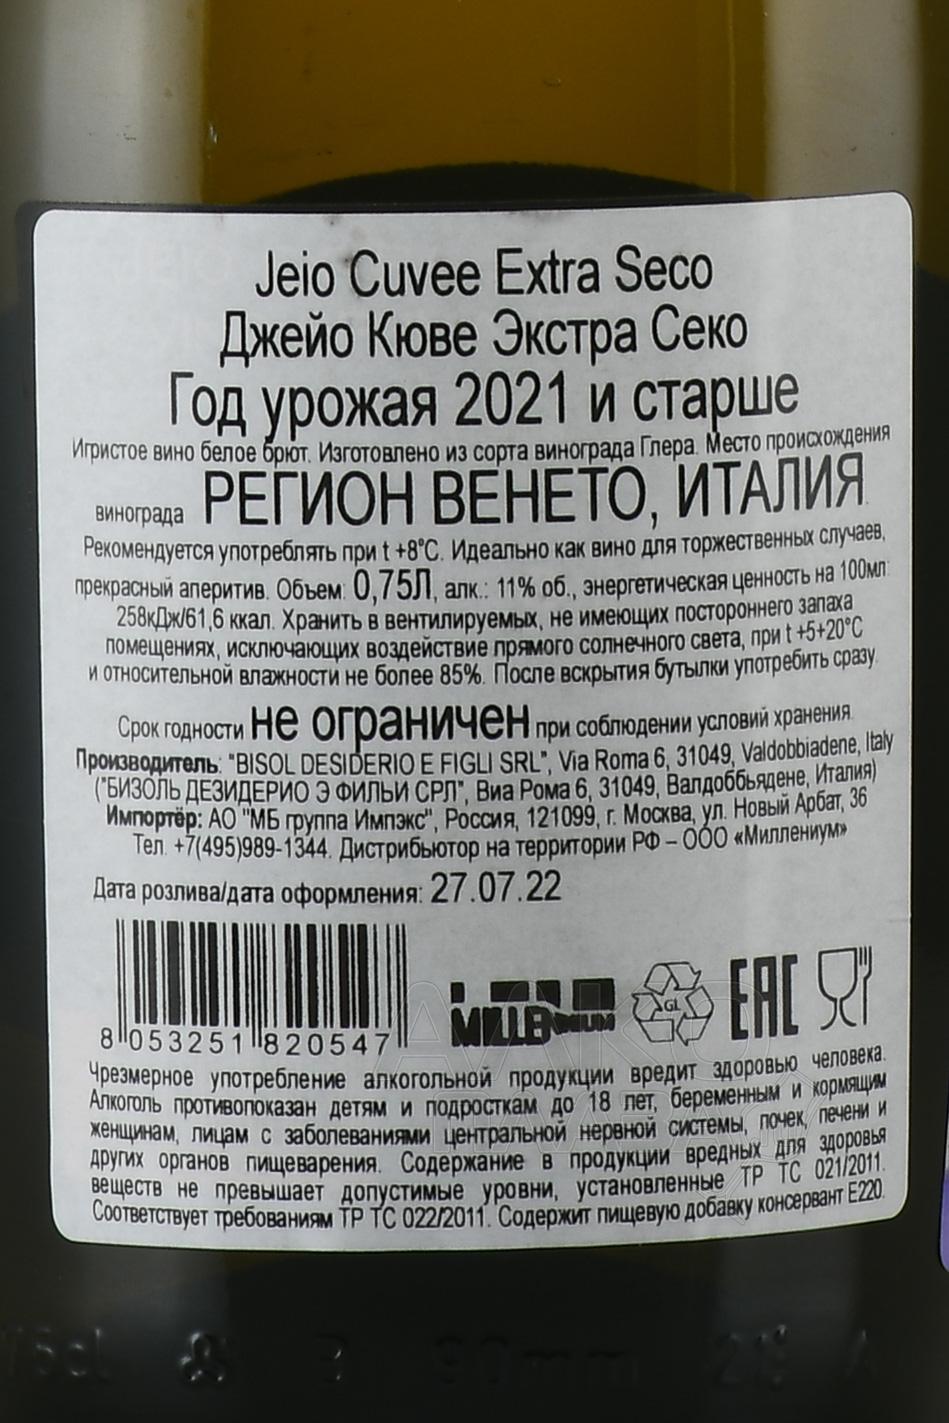 Jeio Cuvee Extra Seco
Джейо Кюве Экстра Секо
Год урожая 2021 и старше
Игристое вино белое брют. Изготовлено из сорта винограда Глера. Место происхождения
винограда РЕГИОН ВЕНЕТО, ИТАЛИЯ.
Рекомендуется употреблять при t +8°C. Идеально как вино для торжественных случаев,
прекрасный аперитив. Объем: 0,75Л, алк.: 11% об., энергетическая ценность на 100мл:
258кДж/61,6 ккал. Хранить в вентилируемых, не имеющих постороннего запаха
помещениях, исключающих воздействие прямого солнечного света, при t +5+20°C
и относительной влажности не более 85%. После вскрытия бутылки употребить сразу.
Срок годности не ограничен при соблюдении условий хранения.
Производитель: "BISOL DESIDERIO E FIGLI SRL", Via Roma 6, 31049, Valdobbiadene, Italy
("БИЗОЛЬ ДЕЗИДЕРИО Э ФИЛЬИ СРЛ", Виа Рома 6, 31049, Валдоббьядене, Италия)
Импортёр: АО "МБ группа Импэкс", Россия, 121099, г. Москва, ул. Новый Арбат, 36
Тел. +7(495)989-1344. Дистрибьютор на территории РФ – ООО «Миллениум»
Дата розлива/дата оформления: 27.07.22
8 053251 820547
MILLENNIUM
GL
EAC
Чрезмерное употребление алкогольной продукции вредит здоровью человека.
Алкоголь противопоказан детям и подросткам до 18 лет, беременным и кормящим
женщинам, лицам с заболеваниями центральной нервной системы, почек, печени и
других органов пищеварения. Содержание в продукции вредных для здоровья
веществ не превышает допустимые уровни, установленные ТР ТС 021/2011.
Соответствует требованиям ТР ТС 022/2011. Содержит пищевую добавку консервант Е220.
75cl 3 90mm